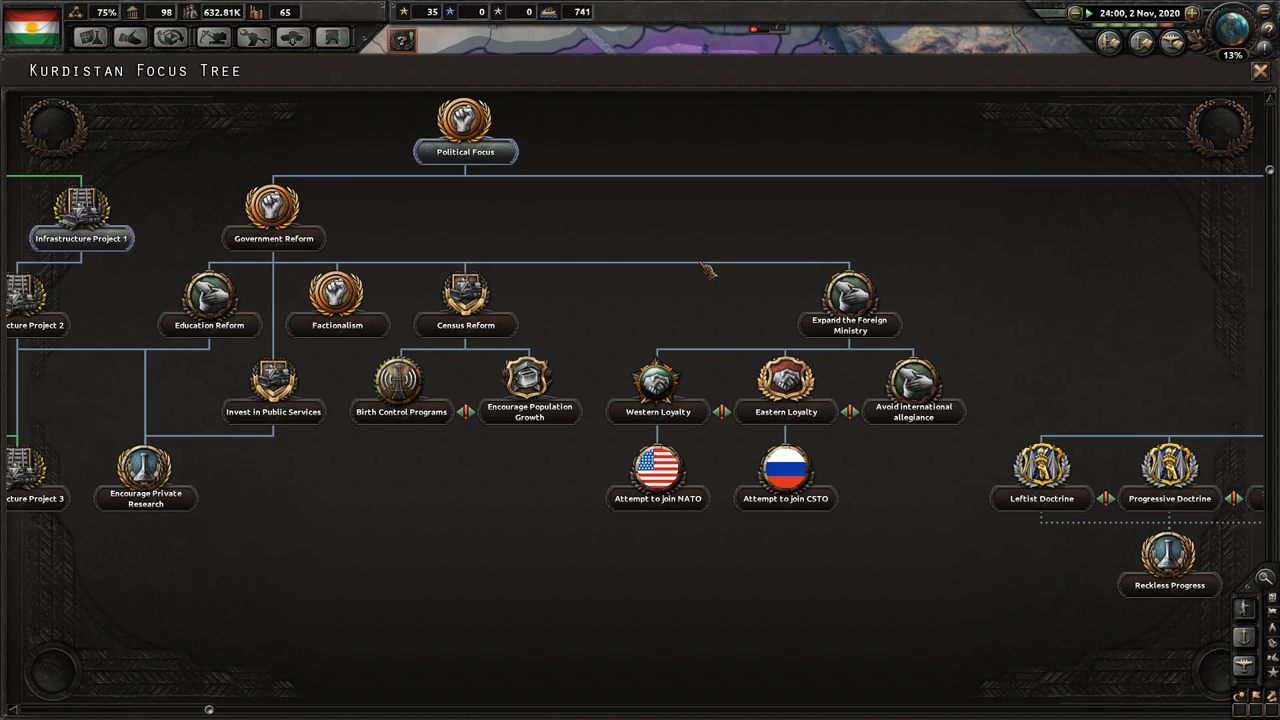 75% 98 632.81K 65 35 0 0 741 24:00, 2 Nov, 2020
13%
Kurdistan Focus Tree
Political Focus
Infrastructure Project 1
Government Reform
cture Project 2
Education Reform
Factionalism
Census Reform
Expand the Foreign
Ministry
Invest in Public Services
Birth Control Programs
Encourage Population
Growth
Western Loyalty
Eastern Loyalty
Avoid international
allegiance
cture Project 3
Encourage Private
Research
Attempt to join NATO
Attempt to join CSTO
Leftist Doctrine
Progressive Doctrine
Reckless Progress